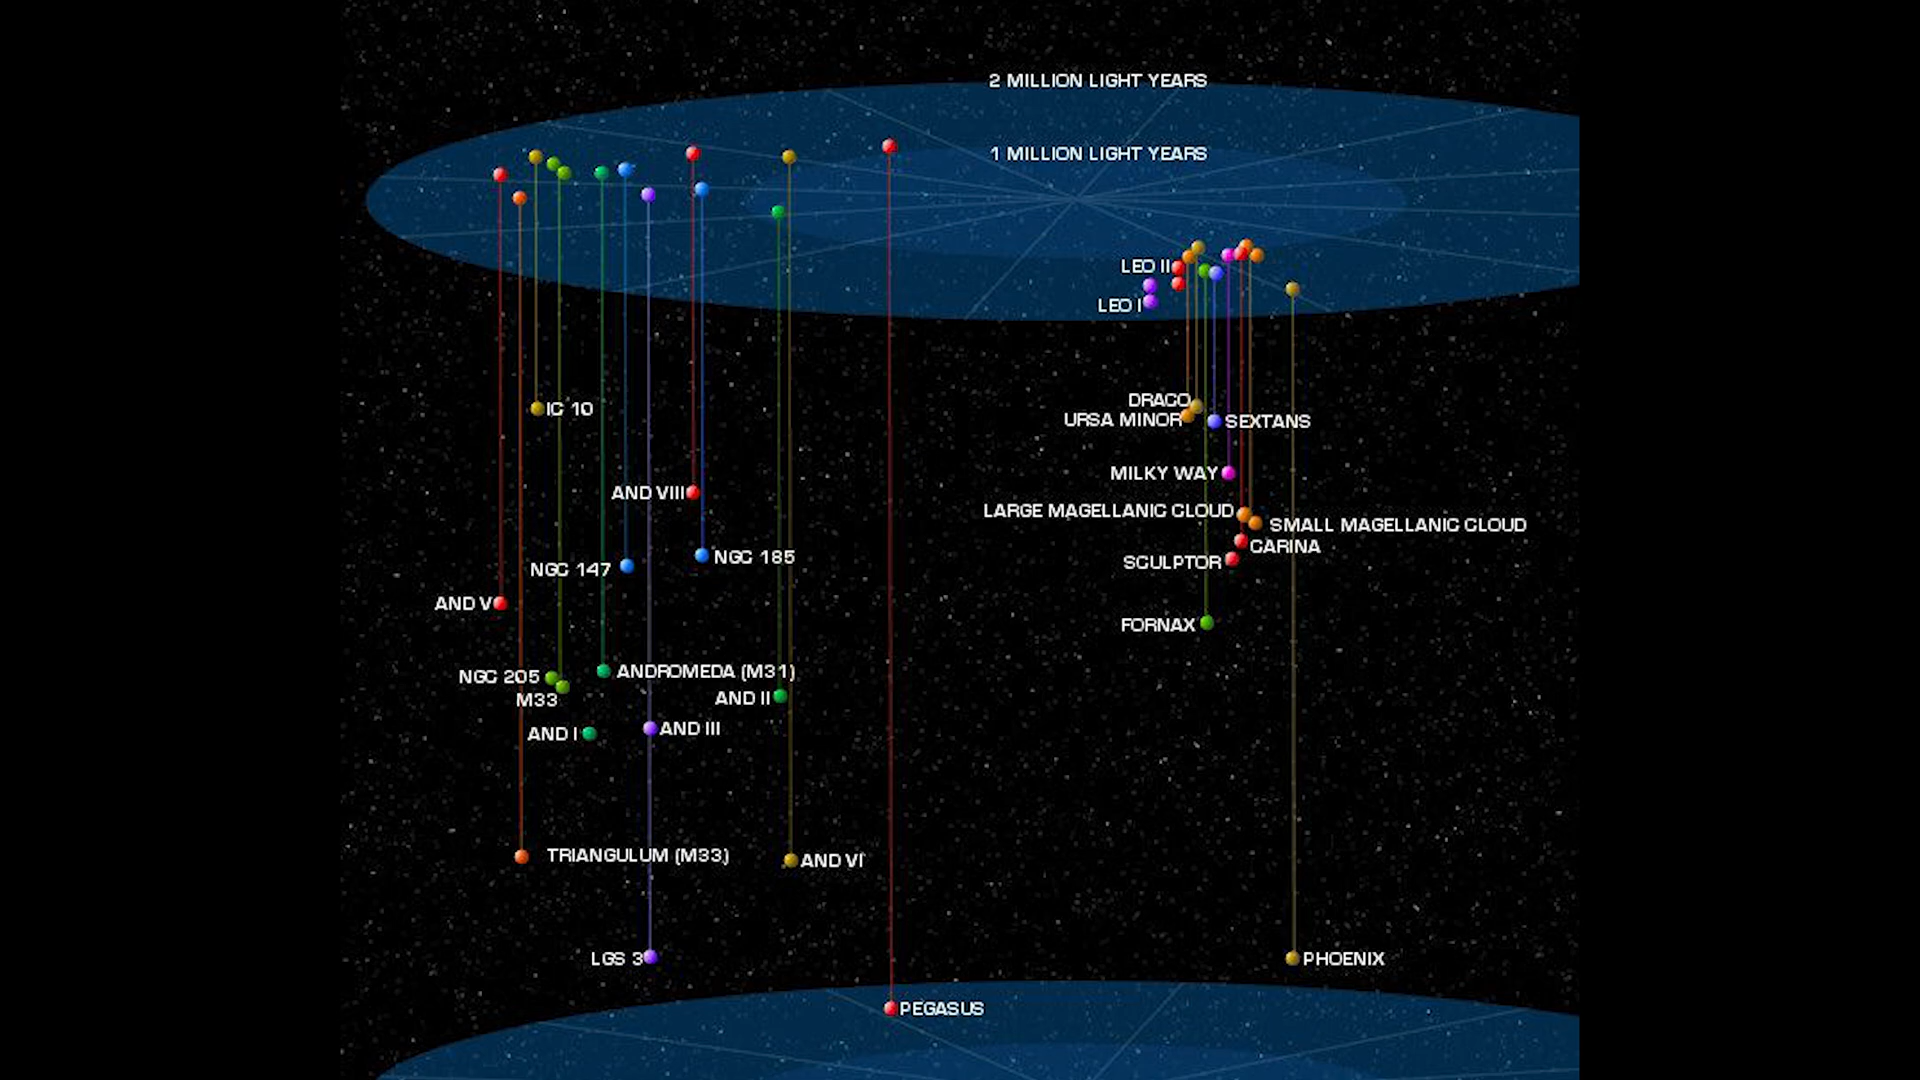 2 MILLION LIGHT YEARS
1 MILLION LIGHT YEARS
LEO II
LEO I
DRACO
IC 10
URSA MINOR
SEXTANS
MILKY WAY
AND VIII
LARGE MAGELLANIC CLOUD
SMALL MAGELLANIC CLOUD
CARINA
NGC 185
SCULPTOR
NGC 147
AND V
FORNAX
ANDROMEDA (M31)
NGC 205
AND II
M33
AND III
AND I
TRIANGULUM (M33)
AND VI
LGS 3
PHOENIX
PEGASUS